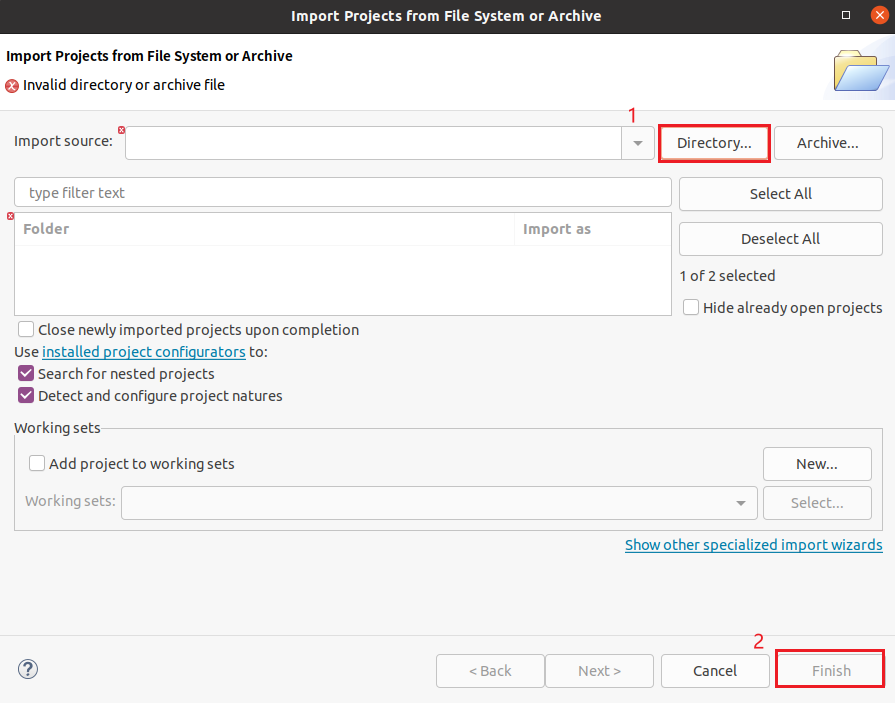 Import Projects from File System or Archive
Import Projects from File System or Archive
Invalid directory or archive file
1
Import source:
Directory...
Archive...
type filter text
Select All
Folder
Import as
Deselect All
1 of 2 selected
Hide already open projects
Close newly imported projects upon completion
Use installed project configurators to:
Search for nested projects
Detect and configure project natures
Working sets
Add project to working sets
New...
Working sets:
Select...
Show other specialized import wizards
2
?
< Back
Next >
Cancel
Finish